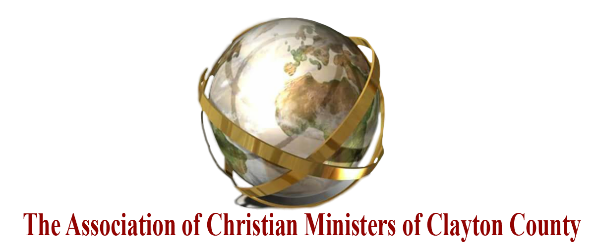 The Association of Christian Ministers of Clayton County